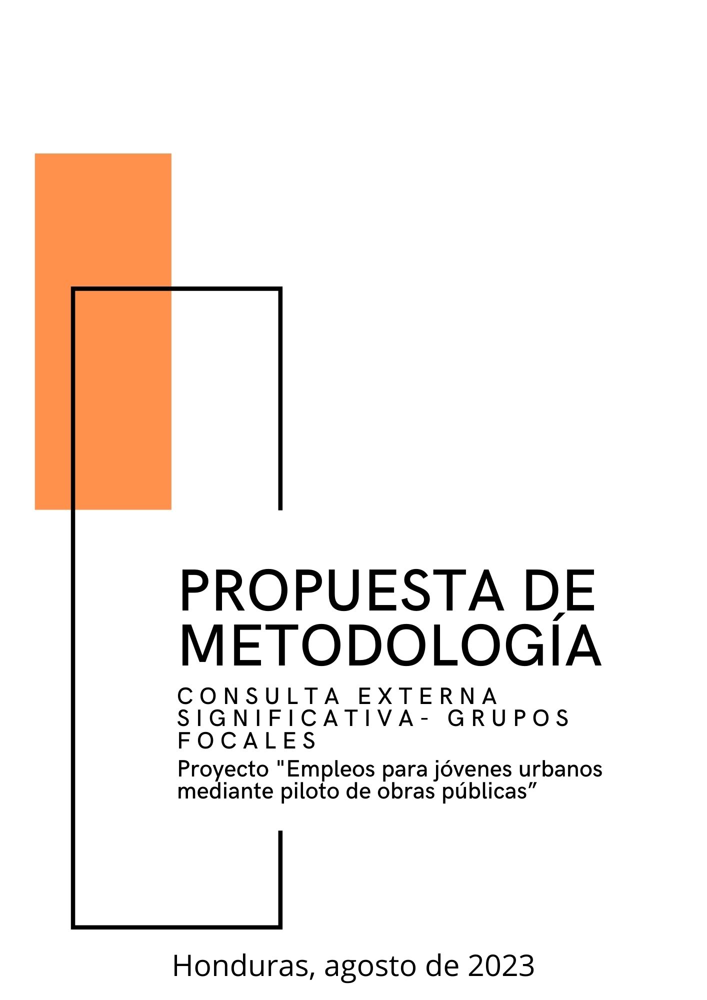 PROPUESTA DE
METODOLOGÍA
CONSULTA EXTERNA
SIGNIFICATIVA- GRUPOS
FOCALES
Proyecto "Empleos para jóvenes urbanos
mediante piloto de obras públicas”
Honduras, agosto de 2023